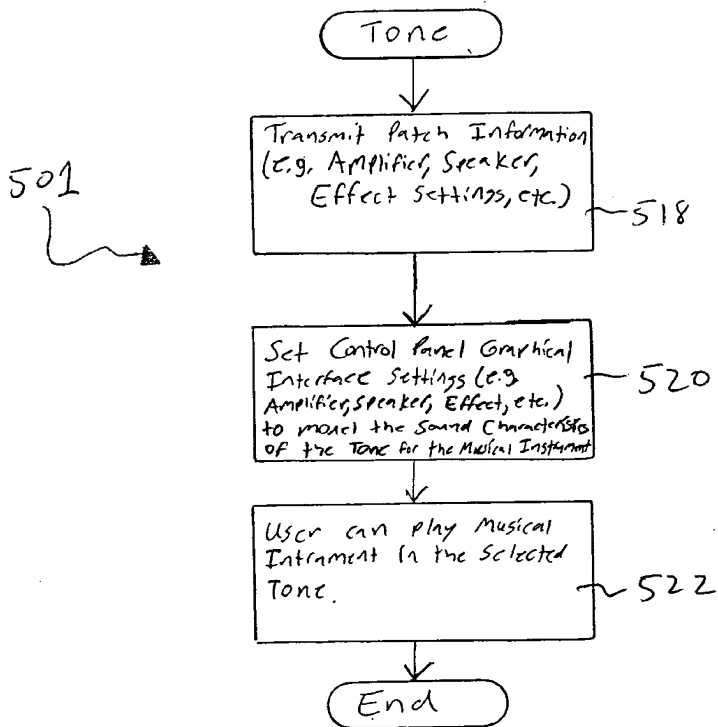 Tone
Transmit Patch Information
(e.g. Amplifier, Speaker,
Effect Settings, etc.)
518
501
Set Control Panel Graphical
Interface Settings (e.g.
Amplifier, Speaker, Effect, etc.)
to model the Sound Characteristics
of the Tone for the Musical Instrument
520
User can play Musical
Intrument in the Selected
Tone.
522
End